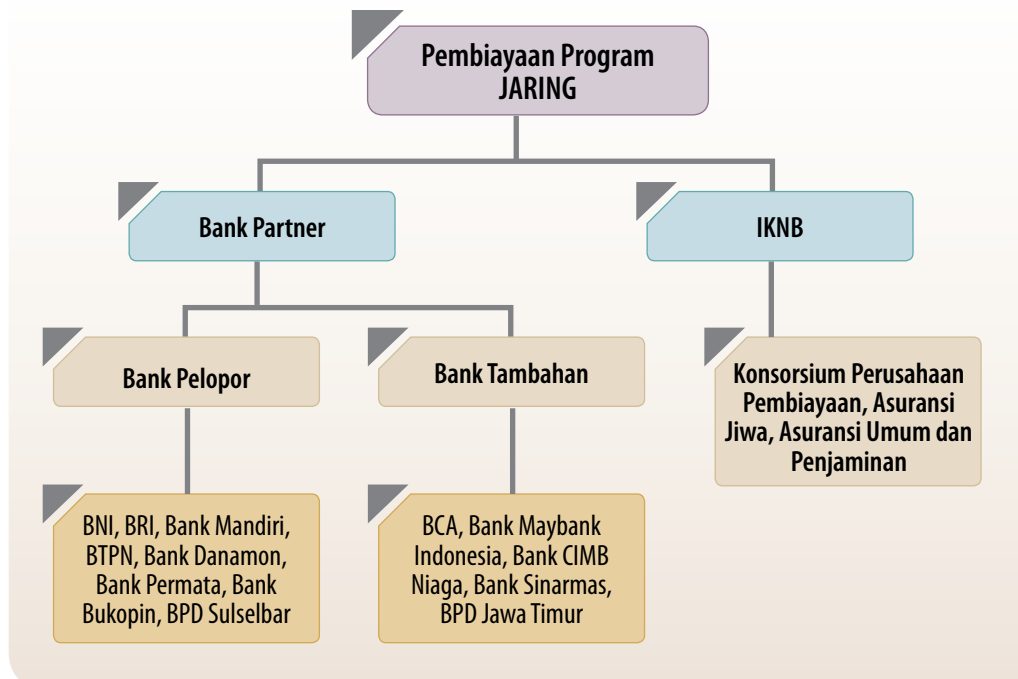 Pembiayaan Program
JARING
Bank Partner
IKNB
Bank Pelopor
Bank Tambahan
Konsorsium Perusahaan
Pembiayaan, Asuransi
Jiwa, Asuransi Umum dan
Penjaminan
BNI, BRI, Bank Mandiri,
BTPN, Bank Danamon,
Bank Permata, Bank
Bukopin, BPD Sulselbar
BCA, Bank Maybank
Indonesia, Bank CIMB
Niaga, Bank Sinarmas,
BPD Jawa Timur